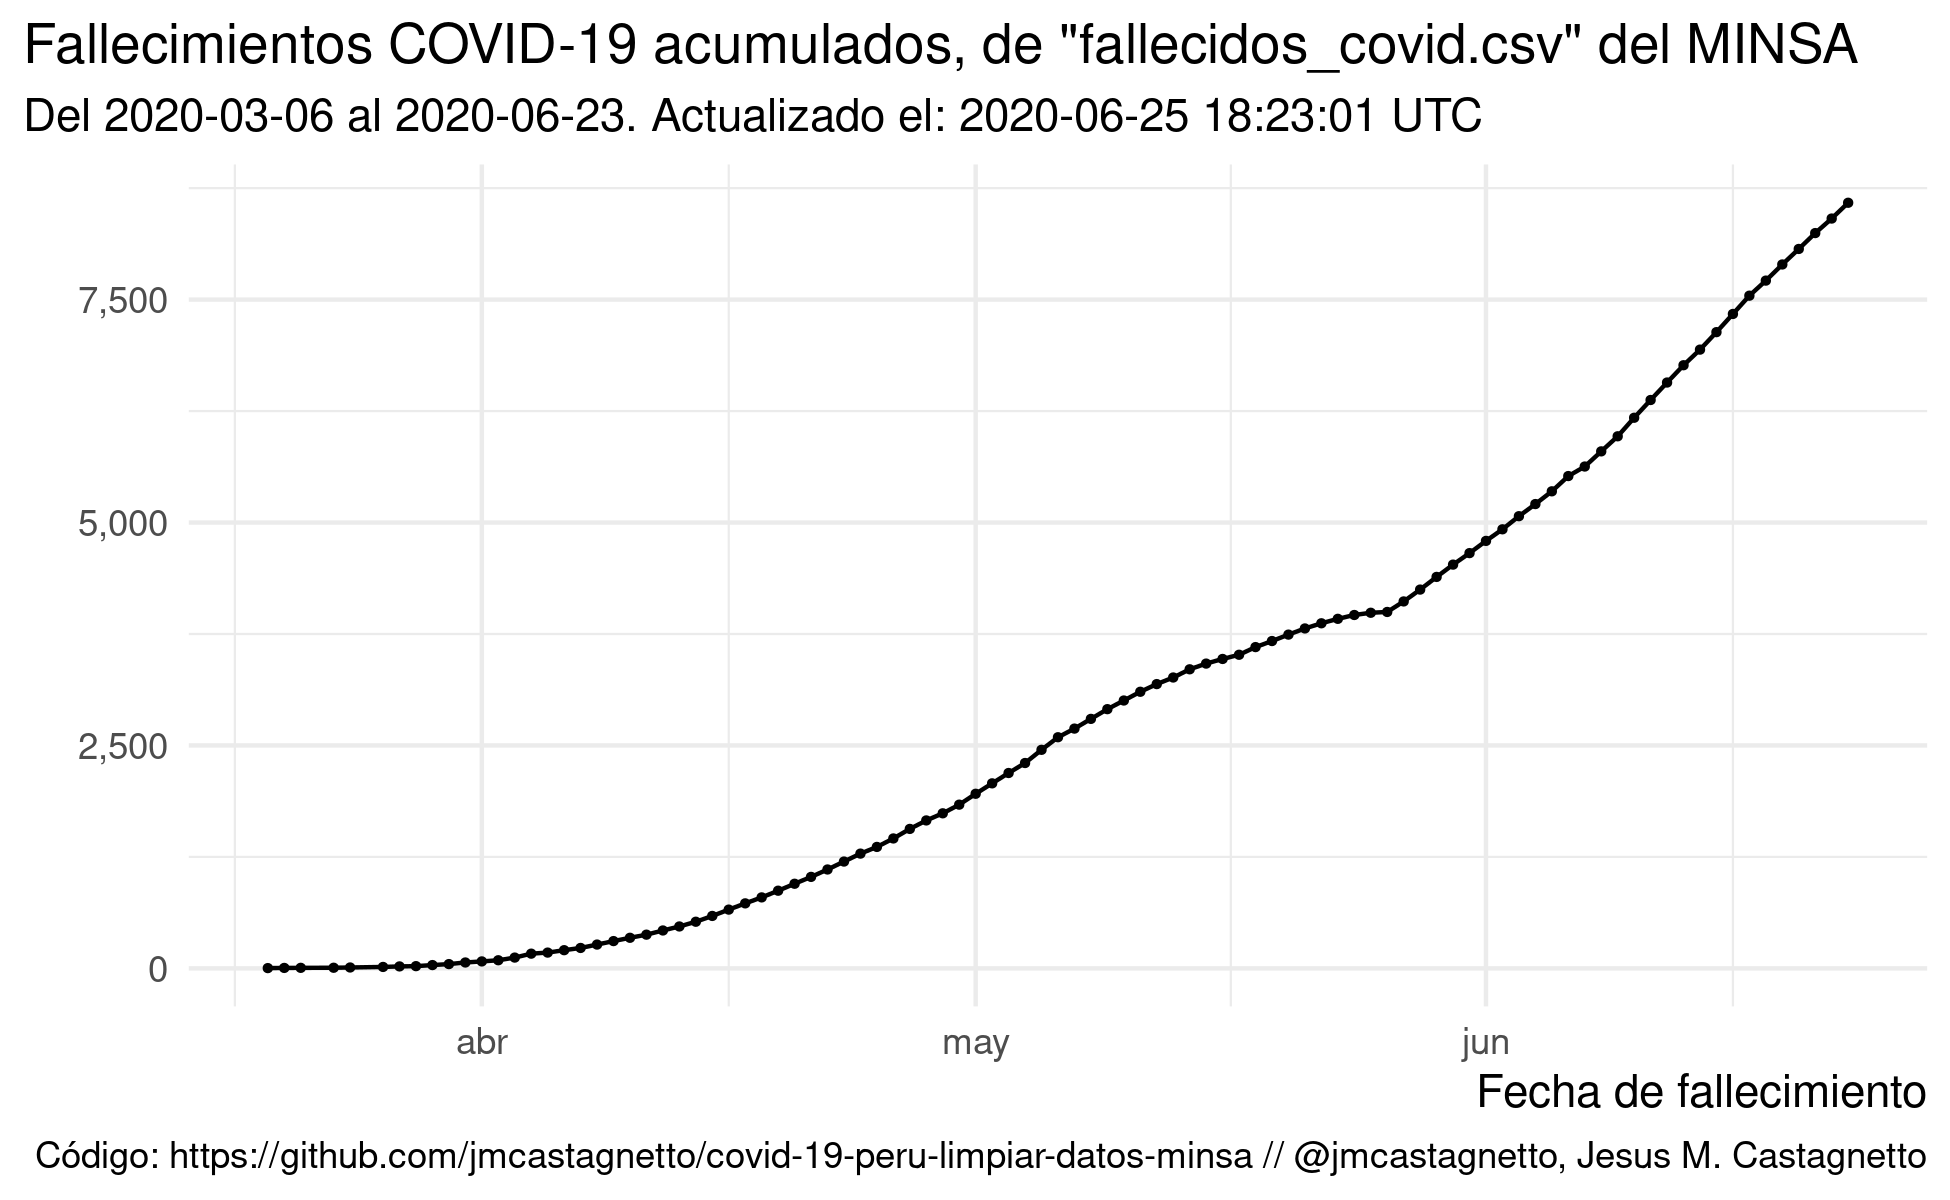 Fallecimientos COVID-19 acumulados, de "fallecidos_covid.csv" del MINSA
Del 2020-03-06 al 2020-06-23. Actualizado el: 2020-06-25 18:23:01 UTC
7,500
5,000
2,500
0
abr may jun
Fecha de fallecimiento
Código: https://github.com/jmcastagnetto/covid-19-peru-limpiar-datos-minsa // @jmcastagnetto, Jesus M. Castagnetto